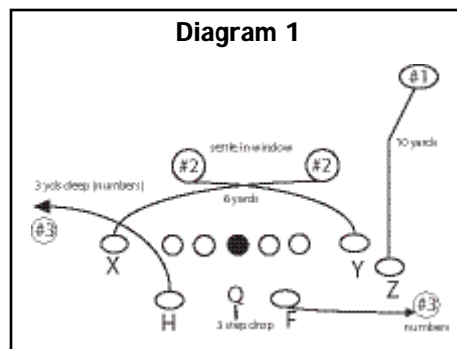 Diagram 1
#1
settle in window
#2
#2
10 yards
3 yds deep (numbers)
6 yards
#3
X
Y
Z
H
Q
F
#3
3 step drop
numbers